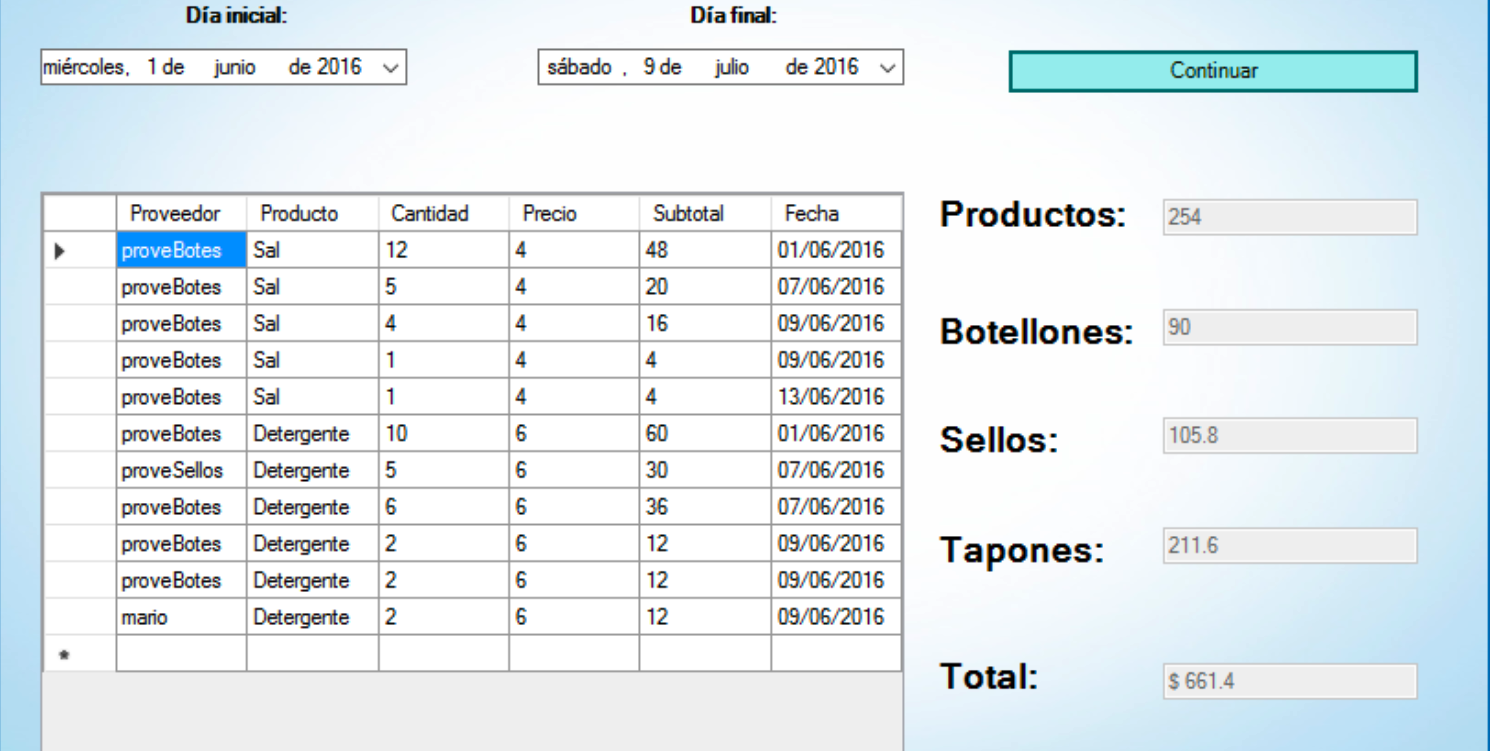 Día inicial: Día final:
miércoles, 1 de junio de 2016 sábado , 9 de julio de 2016 Continuar
Proveedor Producto Cantidad Precio Subtotal Fecha
proveBotes Sal 12 4 48 01/06/2016
proveBotes Sal 5 4 20 07/06/2016
proveBotes Sal 4 4 16 09/06/2016
proveBotes Sal 1 4 4 09/06/2016
proveBotes Sal 1 4 4 13/06/2016
proveBotes Detergente 10 6 60 01/06/2016
proveSellos Detergente 5 6 30 07/06/2016
proveBotes Detergente 6 6 36 07/06/2016
proveBotes Detergente 2 6 12 09/06/2016
proveBotes Detergente 2 6 12 09/06/2016
mario Detergente 2 6 12 09/06/2016
Productos: 254
Botellones: 90
Sellos: 105.8
Tapones: 211.6
Total: $ 661.4